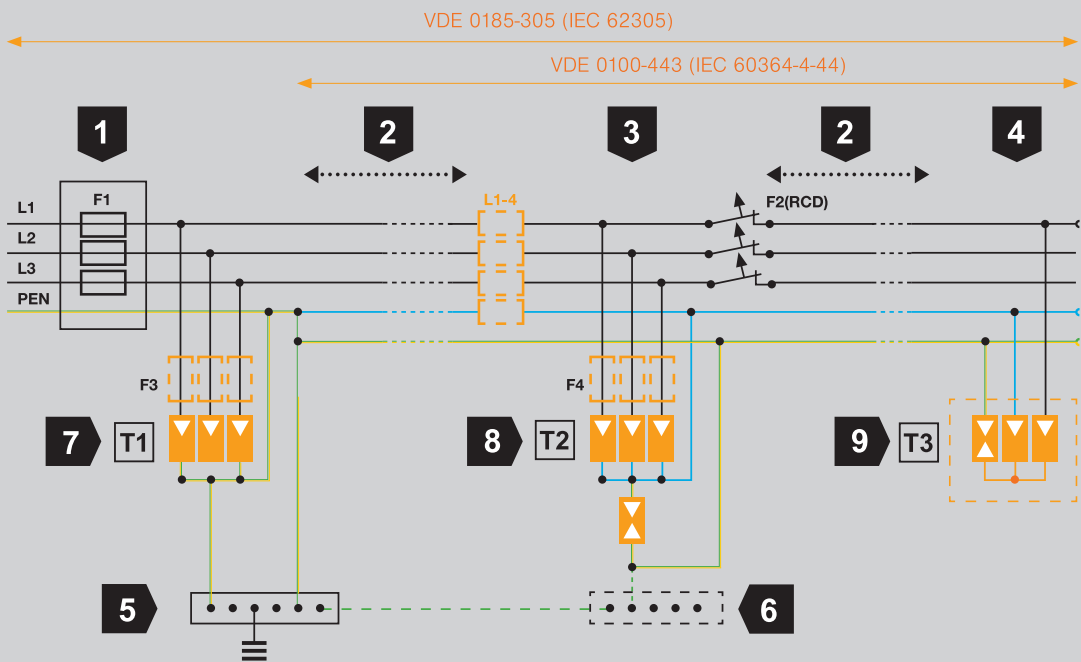 VDE 0185-305 (IEC 62305)
VDE 0100-443 (IEC 60364-4-44)
1
2
3
2
4
L1
F1
L1-4
F2(RCD)
L2
L3
PEN
F3
F4
7
T1
8
T2
9
T3
5
6